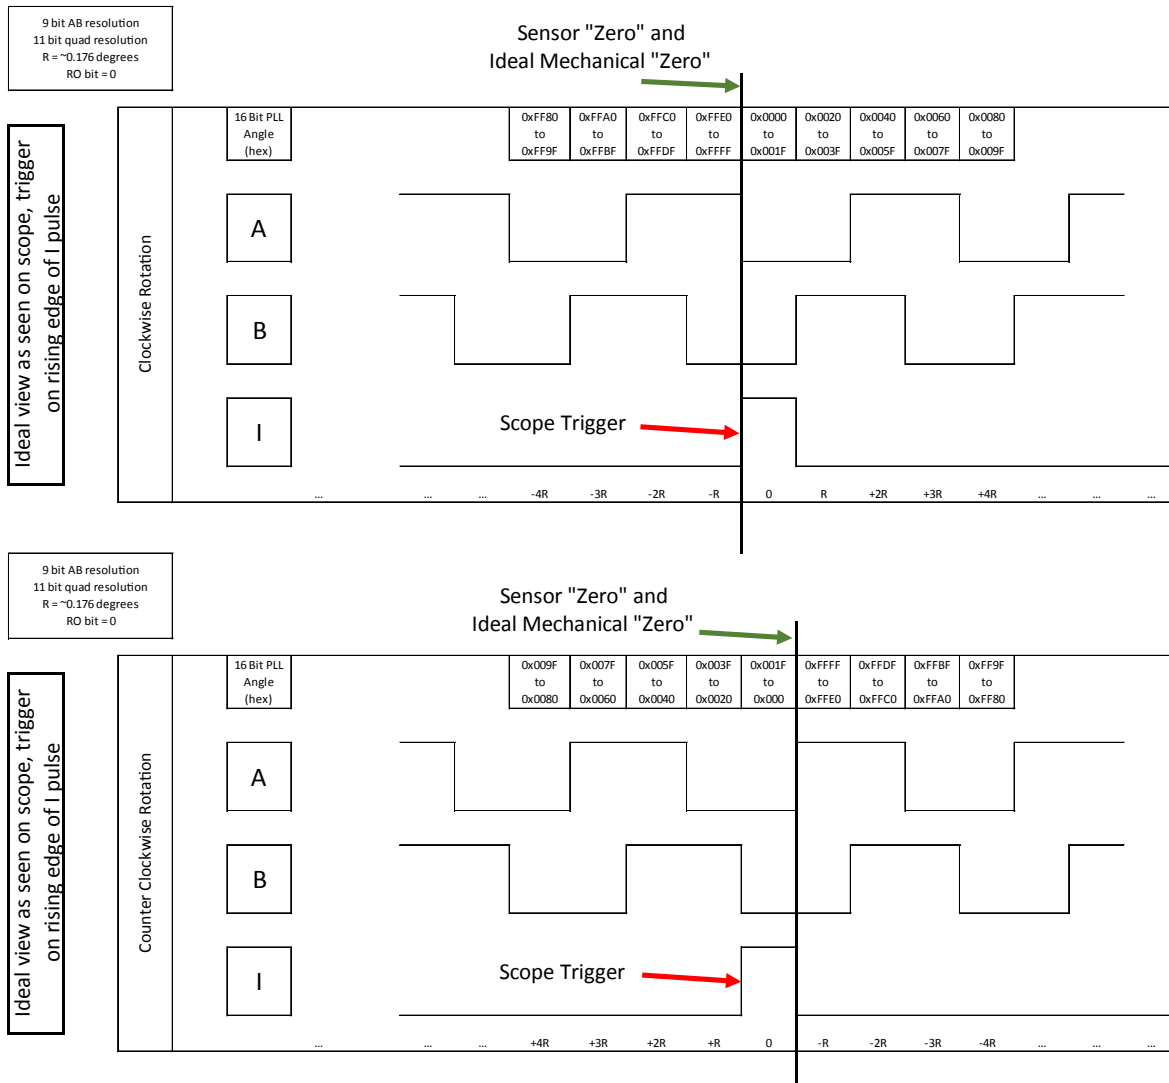 9 bit AB resolution
11 bit quad resolution
R = ~0.176 degrees
RO bit = 0
Sensor "Zero" and
Ideal Mechanical "Zero"
Ideal view as seen on scope, trigger
on rising edge of I pulse
Clockwise Rotation
16 Bit PLL
Angle
(hex)
0xFF80 0xFFA0 0xFFC0 0xFFE0 0x0000 0x0020 0x0040 0x0060 0x0080
to to to to to to to to to
0xFF9F 0xFFBF 0xFFDF 0xFFFF 0x001F 0x003F 0x005F 0x007F 0x009F
A
B
I
Scope Trigger
... ... ... -4R -3R -2R -R 0 R +2R +3R +4R ... ... ...
9 bit AB resolution
11 bit quad resolution
R = ~0.176 degrees
RO bit = 0
Sensor "Zero" and
Ideal Mechanical "Zero"
Ideal view as seen on scope, trigger
on rising edge of I pulse
Counter Clockwise Rotation
16 Bit PLL
Angle
(hex)
0x009F 0x007F 0x005F 0x003F 0x001F 0xFFFF 0xFFDF 0xFFBF 0xFF9F
to to to to to to to to to
0x0080 0x0060 0x0040 0x0020 0x000 0xFFE0 0xFFC0 0xFFA0 0xFF80
A
B
I
Scope Trigger
... ... ... +4R +3R +2R +R 0 -R -2R -3R -4R ... ... ...